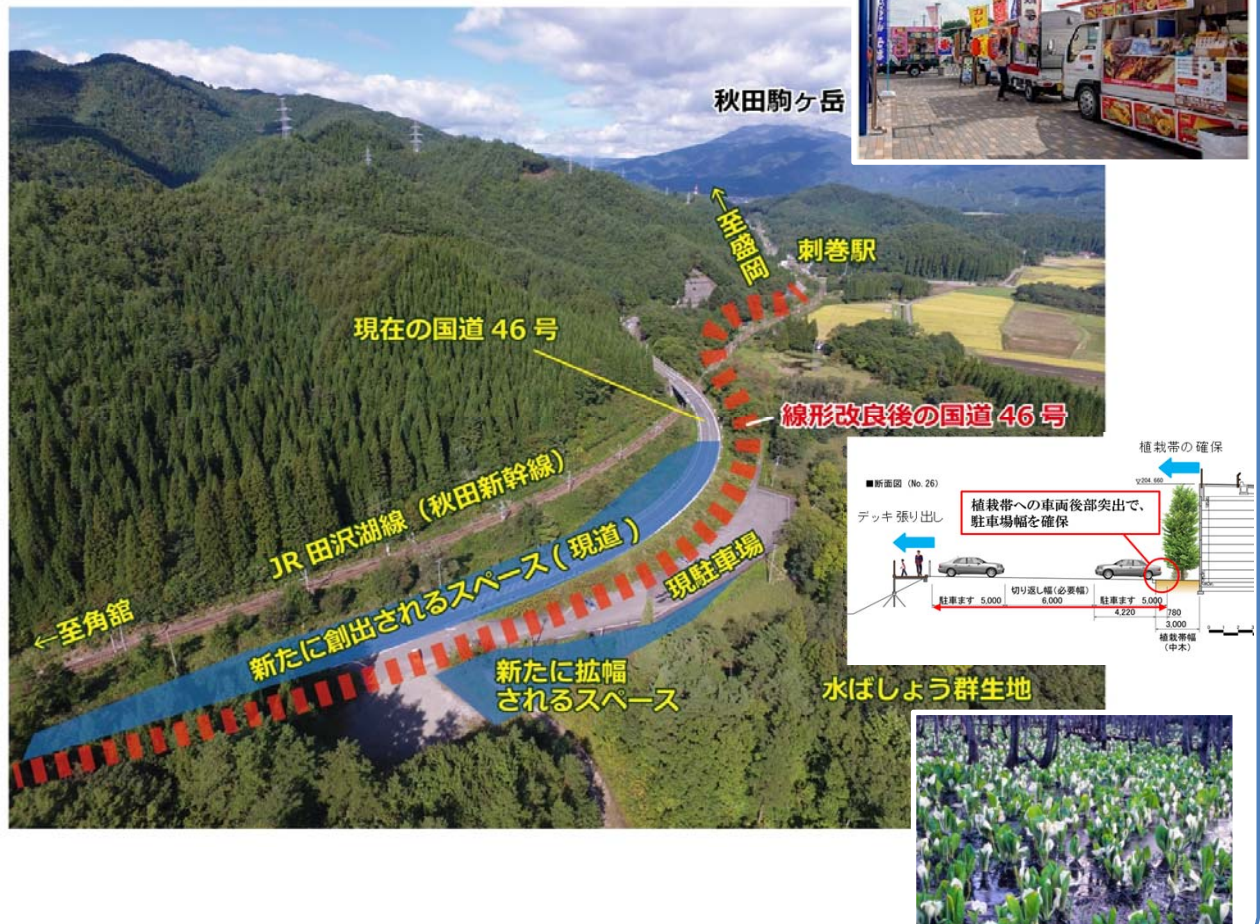 秋田駒ヶ岳
↑至盛岡
刺巻駅
現在の国道 46 号
線形改良後の国道 46 号
JR 田沢湖線（秋田新幹線）
←至角館
新たに創出されるスペース ( 現道 )
現駐車場
新たに拡幅
されるスペース
水ばしょう群生地
植栽帯の確保
■断面図（No. 26）
▽204.660
植栽帯への車両後部突出で、
駐車場幅を確保
デッキ張り出し
駐車ます 5,000
切り返し幅(必要幅)
6,000
駐車ます 5,000
4,220
780
3,000
植栽帯幅
(中木)